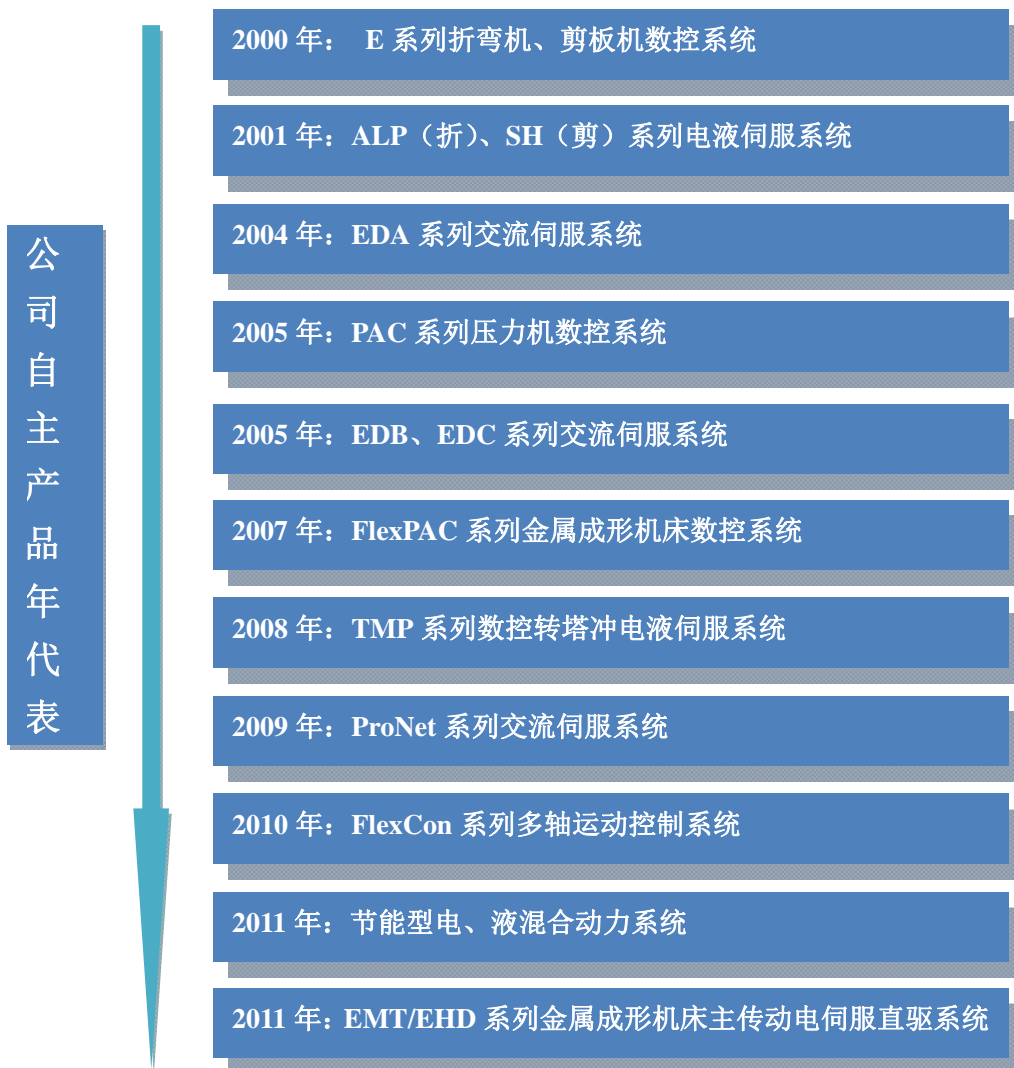 公司自主产品年代表
2000 年： E 系列折弯机、剪板机数控系统
2001 年：ALP（折）、SH（剪）系列电液伺服系统
2004 年：EDA 系列交流伺服系统
2005 年：PAC 系列压力机数控系统
2005 年：EDB、EDC 系列交流伺服系统
2007 年：FlexPAC 系列金属成形机床数控系统
2008 年：TMP 系列数控转塔冲电液伺服系统
2009 年：ProNet 系列交流伺服系统
2010 年：FlexCon 系列多轴运动控制系统
2011 年：节能型电、液混合动力系统
2011 年：EMT/EHD 系列金属成形机床主传动电伺服直驱系统